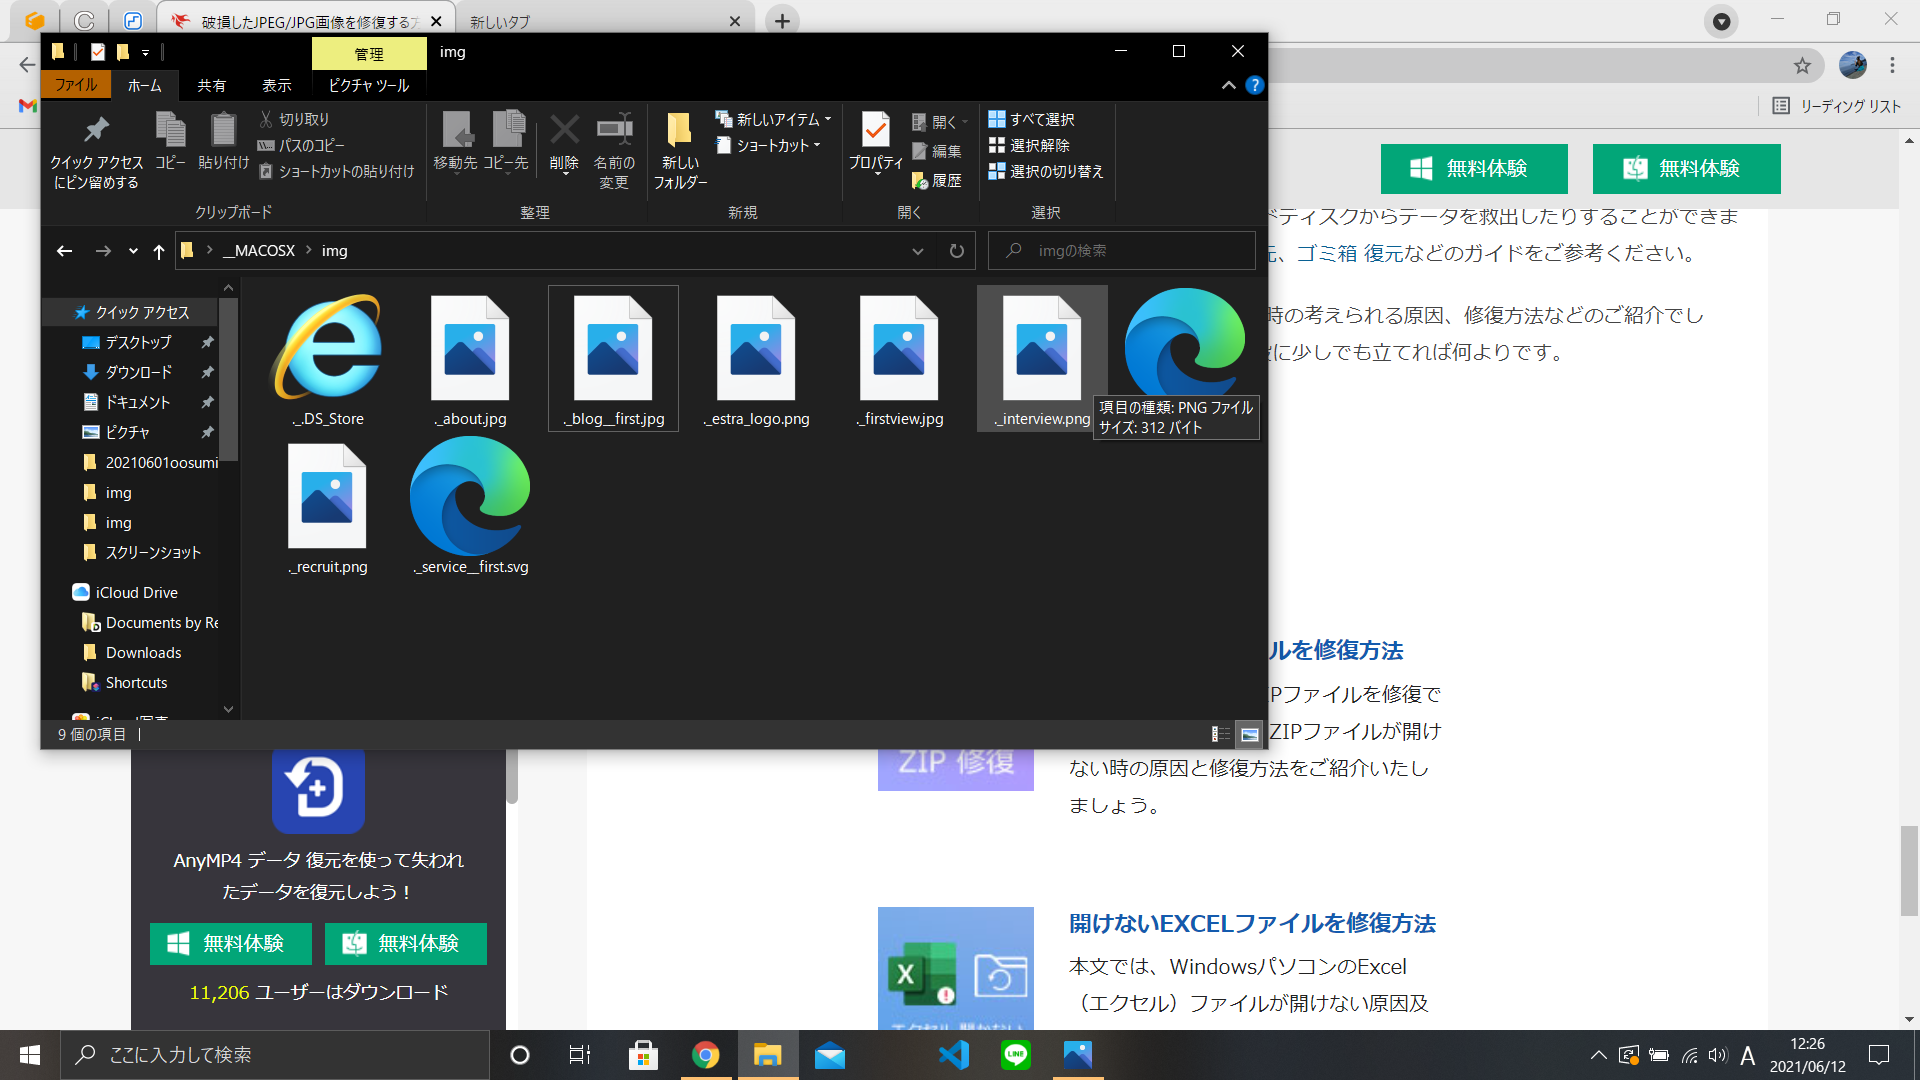 破損したJPEG/JPG画像を修復する方
新しいタブ
管理
img
ファイル
ホーム
共有
表示
ピクチャ ツール
リーディング リスト
クイック アクセス
にピン留めする
コピー
貼り付け
切り取り
パスのコピー
ショートカットの貼り付け
クリップボード
移動先
コピー先
削除
名前の
変更
整理
新しい
フォルダー
新しいアイテム
ショートカット
新規
プロパティ
開く
編集
履歴
開く
すべて選択
選択解除
選択の切り替え
選択
__MACOSX
img
imgの検索
無料体験
無料体験
ドディスクからデータを救出したりすることができま
元、ゴミ箱 復元などのガイドをご参考ください。
時の考えられる原因、修復方法などのご紹介でし
に少しでも立てれば何よりです。
クイック アクセス
デスクトップ
ダウンロード
ドキュメント
ピクチャ
20210601oosumi
img
img
スクリーンショット
iCloud Drive
Documents by Re
Downloads
Shortcuts
._.DS_Store
._about.jpg
._blog__first.jpg
._estra_logo.png
._firstview.jpg
._interview.png
項目の種類: PNG ファイル
サイズ: 312 バイト
._recruit.png
._service__first.svg
9 個の項目
ルを修復方法
IPファイルを修復で
ZIPファイルが開け
ない時の原因と修復方法をご紹介いたし
ましょう。
ZIP 修復
AnyMP4 データ 復元を使って失われ
たデータを復元しよう！
無料体験
無料体験
11,206 ユーザーはダウンロード
開けないEXCELファイルを修復方法
本文では、WindowsパソコンのExcel
（エクセル）ファイルが開けない原因及
ここに入力して検索
LINE
A
12:26
2021/06/12